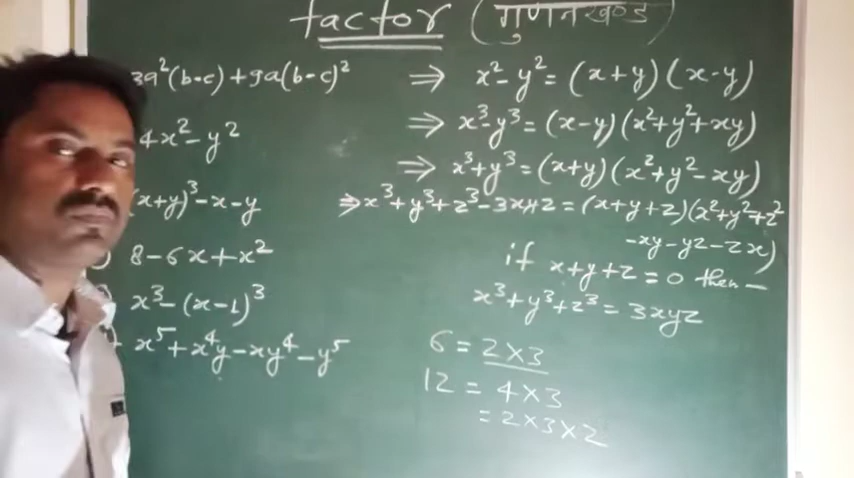 factor (गुणनखण्ड)
3a²(b-c)+9a(b-c)²
4x²-y²
(x+y)³-x-y
) 8-6x+x²
) x³-(x-1)³
) x⁵+x⁴y-xy⁴-y⁵
⇒ x²-y²=(x+y)(x-y)
⇒ x³-y³=(x-y)(x²+y²+xy)
⇒ x³+y³=(x+y)(x²+y²-xy)
⇒x³+y³+z³-3xyz=(x+y+z)(x²+y²+z²
-xy-yz-zx)
if x+y+z=0 then-
x³+y³+z³=3xyz
6=2×3
12=4×3
=2×3×2